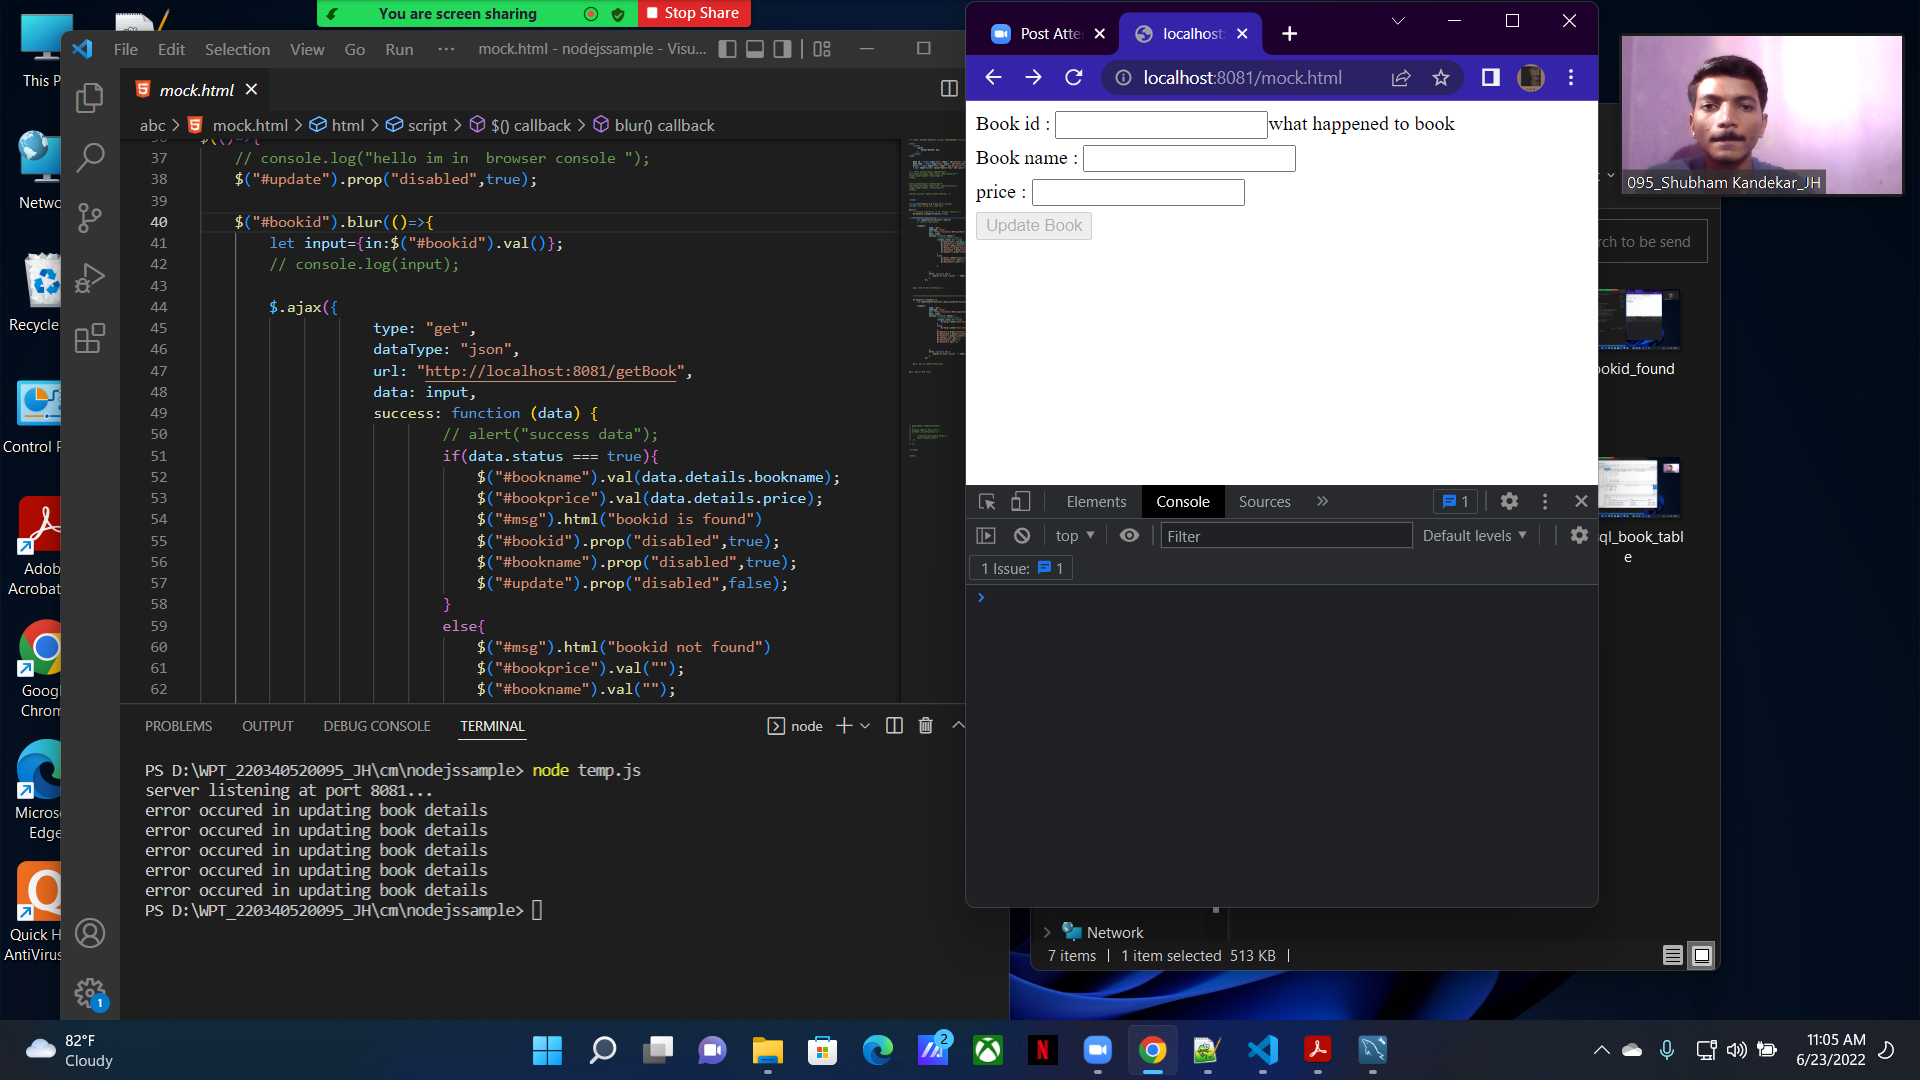 You are screen sharing
Stop Share
File Edit Selection View Go Run ··· mock.html - nodejssample - Visu...
mock.html
abc > mock.html > html > script > $() callback > blur() callback
37 // console.log("hello im in  browser console ");
38 $("#update").prop("disabled",true);
39
40 $("#bookid").blur(()=>{
41 let input={in:$("#bookid").val()};
42 // console.log(input);
43
44 $.ajax({
45 type: "get",
46 dataType: "json",
47 url: "http://localhost:8081/getBook",
48 data: input,
49 success: function (data) {
50 // alert("success data");
51 if(data.status === true){
52 $("#bookname").val(data.details.bookname);
53 $("#bookprice").val(data.details.price);
54 $("#msg").html("bookid is found")
55 $("#bookid").prop("disabled",true);
56 $("#bookname").prop("disabled",true);
57 $("#update").prop("disabled",false);
58 }
59 else{
60 $("#msg").html("bookid not found")
61 $("#bookprice").val("");
62 $("#bookname").val("");
PROBLEMS OUTPUT DEBUG CONSOLE TERMINAL node
PS D:\WPT_220340520095_JH\cm\nodejssample> node temp.js
server listening at port 8081...
error occured in updating book details
error occured in updating book details
error occured in updating book details
error occured in updating book details
error occured in updating book details
PS D:\WPT_220340520095_JH\cm\nodejssample>
1
Post Atte
localhost:
localhost:8081/mock.html
Book id : what happened to book
Book name :
price :
Update Book
Elements Console Sources » 1
top Filter Default levels
1 Issue: 1
095_Shubham Kandekar_JH
rch to be send
ookid_found
ql_book_tabl
e
Network
7 items 1 item selected 513 KB
This P
Netwo
Recycle
Control P
Adob
Acrobat
Goog
Chrom
Micros
Edge
Quick H
AntiViru
82°F
Cloudy
2
11:05 AM
6/23/2022